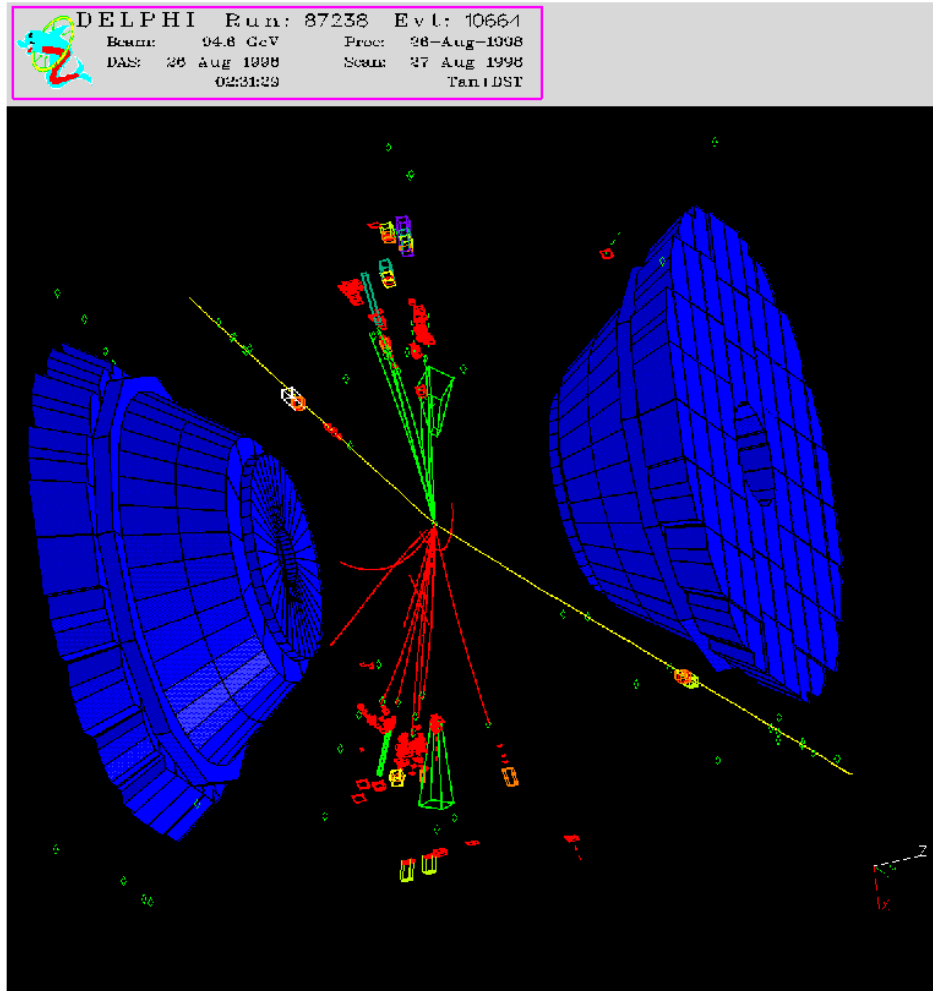 DELPHI Run: 87238 Evt: 10664
Beam: 94.6 GeV Proc: 26-Aug-1998
DAS: 26 Aug 1998 Scan: 27 Aug 1998
02:31:29 Tan+DST
Z
X